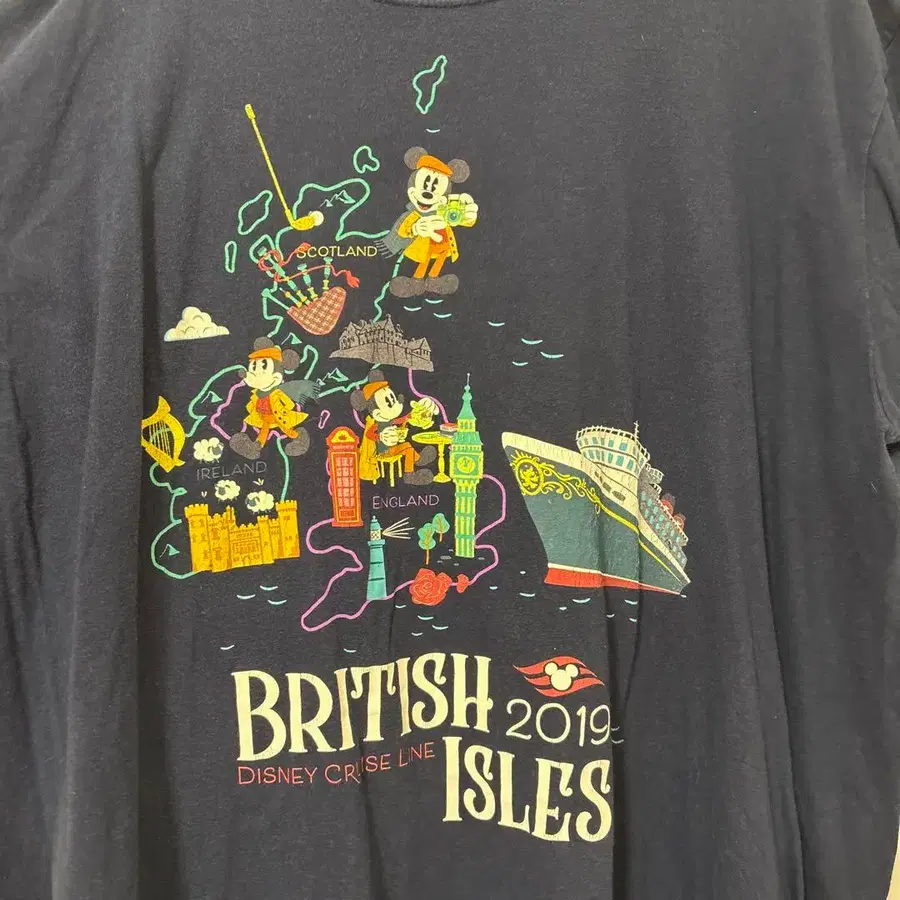 SCOTLAND
IRELAND
ENGLAND
BRITISH
2019
DISNEY CRUISE LINE
ISLES